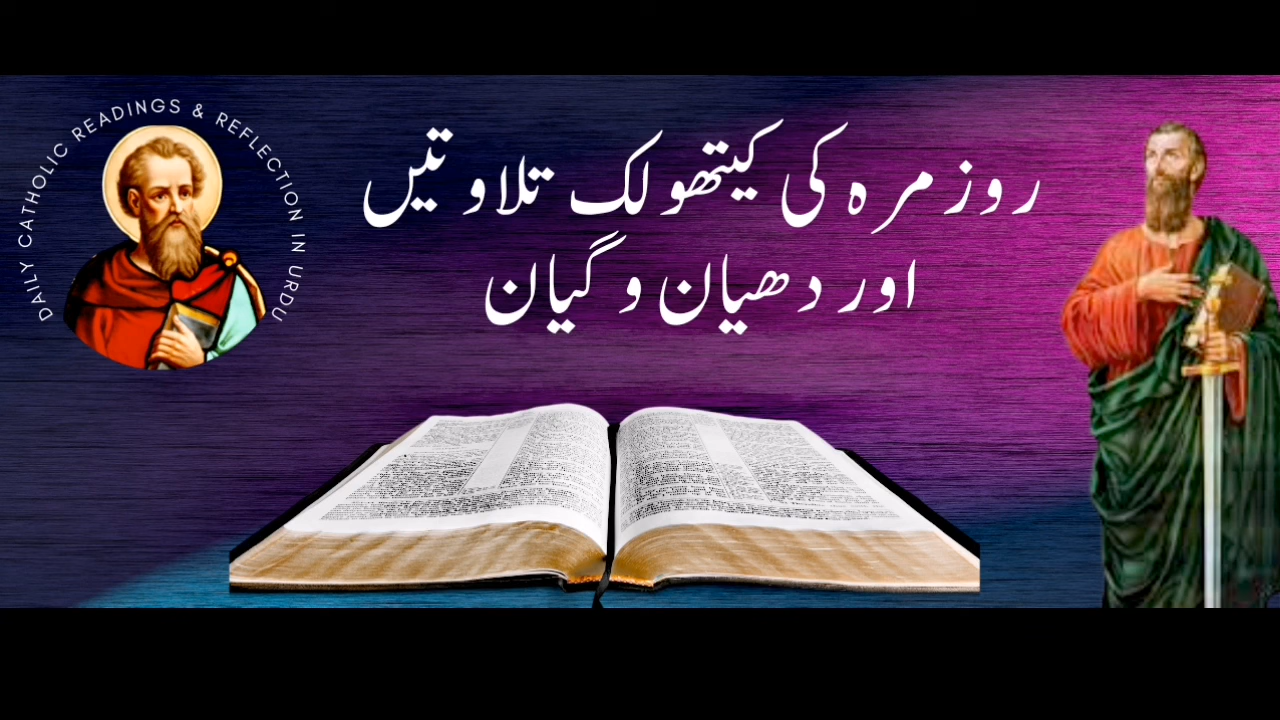 DAILY CATHOLIC READINGS & REFLECTION IN URDU
روزمرہ کی کیتھولک تلاوتیں
اور دھیان و گیان